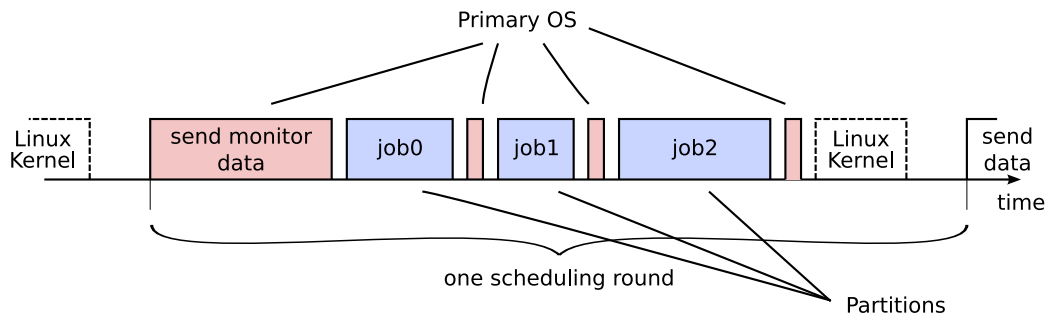 Primary OS
Linux
Kernel
send monitor
data
job0
job1
job2
Linux
Kernel
send
data
time
one scheduling round
Partitions